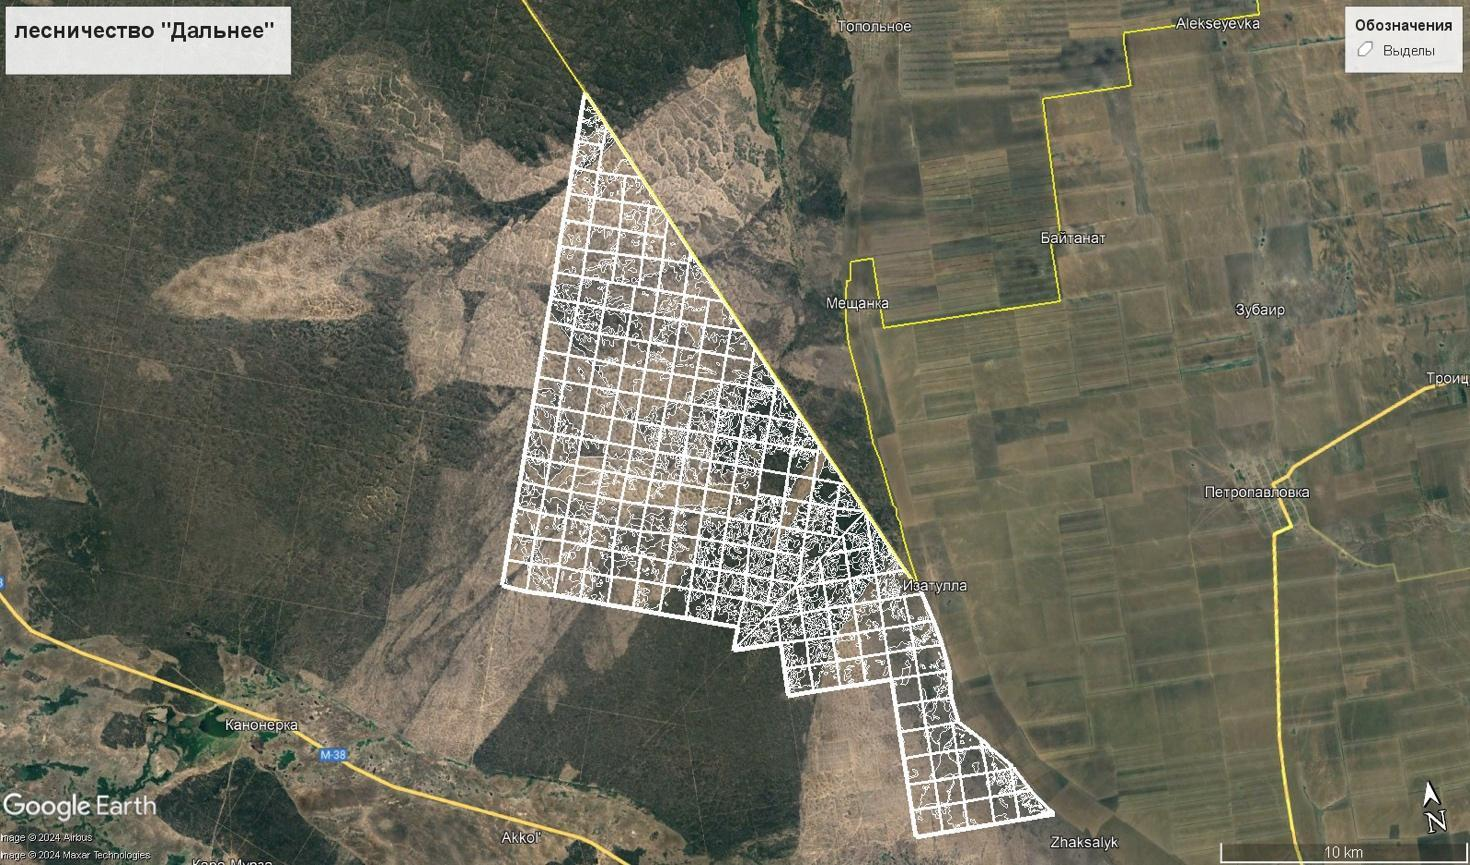 лесничество "Дальнее"
Топольное
Alekseyevka
Обозначения
Выделы
Байтанат
Мещанка
Зубаир
Троиц
Петропавловка
Изатулла
Канонерка
M-38
Google Earth
Image © 2024 Airbus
Image © 2024 Maxar Technologies
Akkol'
Zhaksalyk
N
10 km